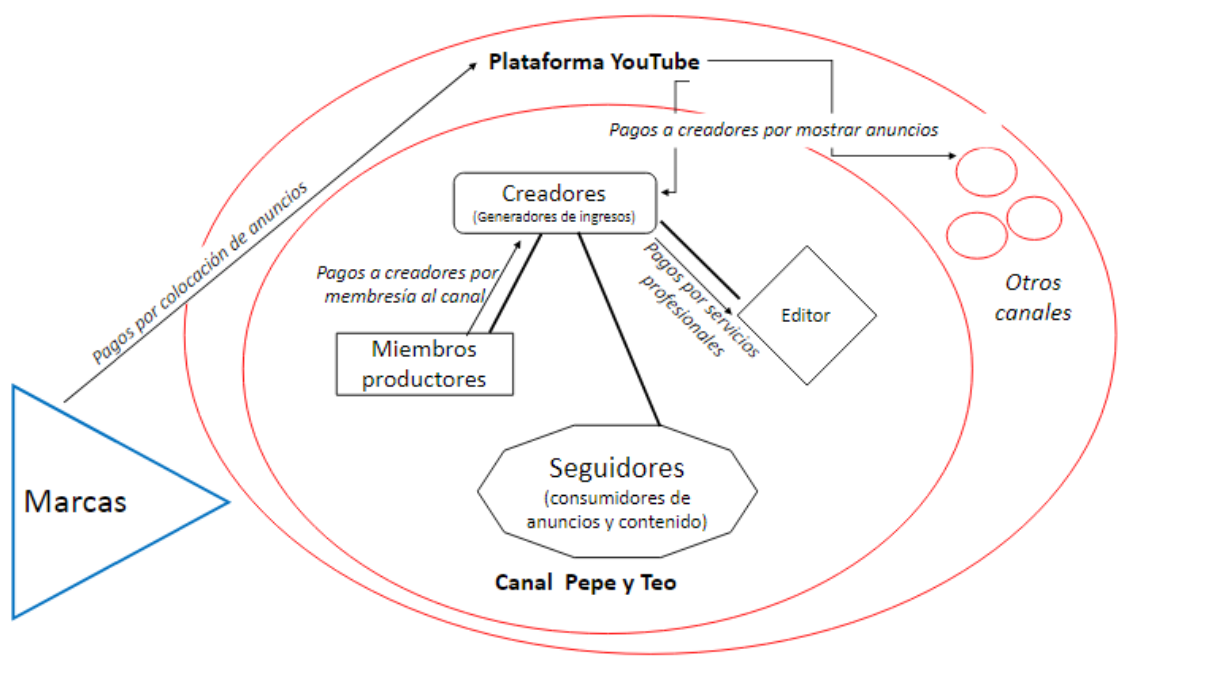 Plataforma YouTube
Pagos a creadores por mostrar anuncios
Pagos por colocación de anuncios
Creadores
(Generadores de ingresos)
Pagos a creadores por
membresía al canal
Pagos por servicios
profesionales
Editor
Otros
canales
Miembros
productores
Marcas
Seguidores
(consumidores de
anuncios y contenido)
Canal Pepe y Teo